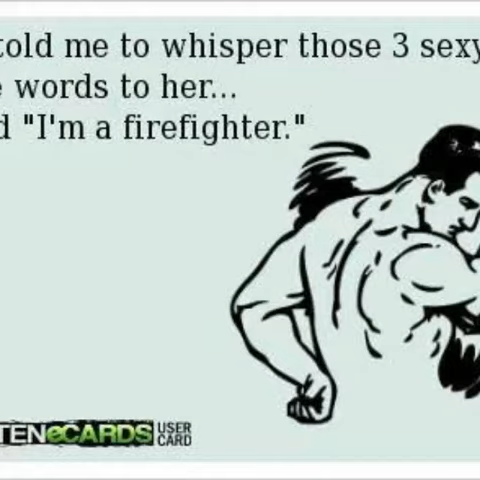 told me to whisper those 3 sexy
words to her...
"I'm a firefighter."
TENeCARDS USER
CARD